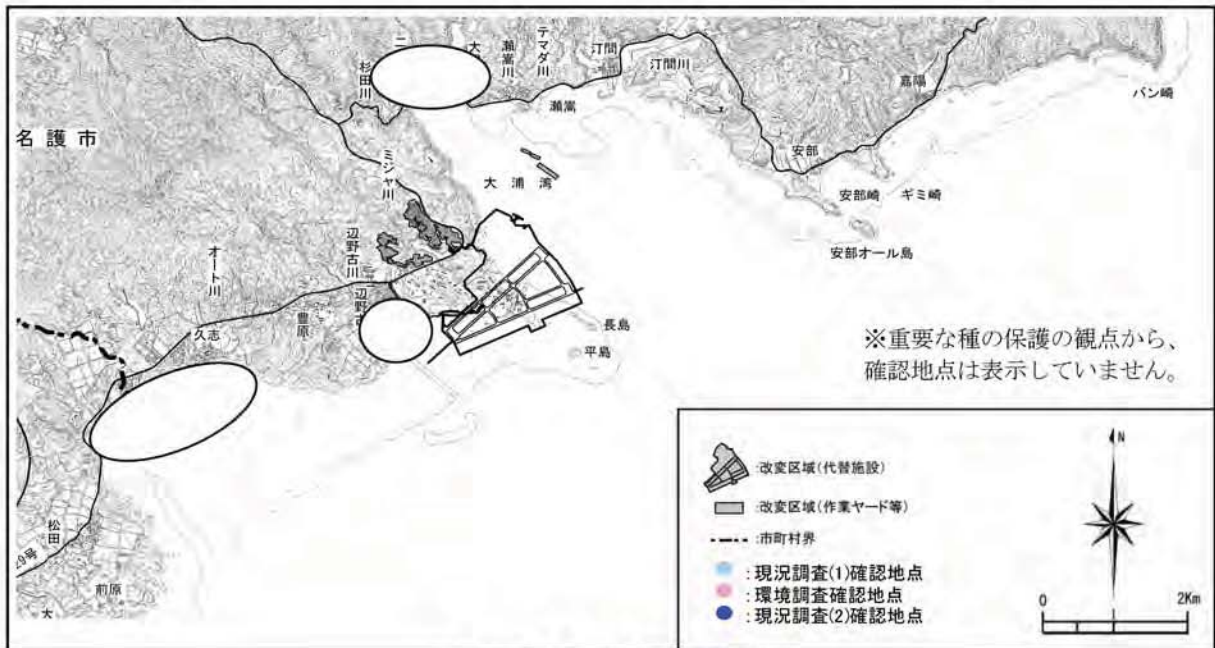 名護市
杉田川
二
大
瀬嵩川
テマダ川
汀間
汀間川
瀬嵩
嘉陽
バン崎
安部
安部崎
ギミ崎
安部オール島
大浦湾
ミジャ川
辺野古川
辺野古
オート川
豊原
久志
長島
平島
松田
前原
大
※重要な種の保護の観点から、
確認地点は表示していません。
:改変区域(代替施設)
:改変区域(作業ヤード等)
:市町村界
:現況調査(1)確認地点
:環境調査確認地点
:現況調査(2)確認地点
N
0 2Km